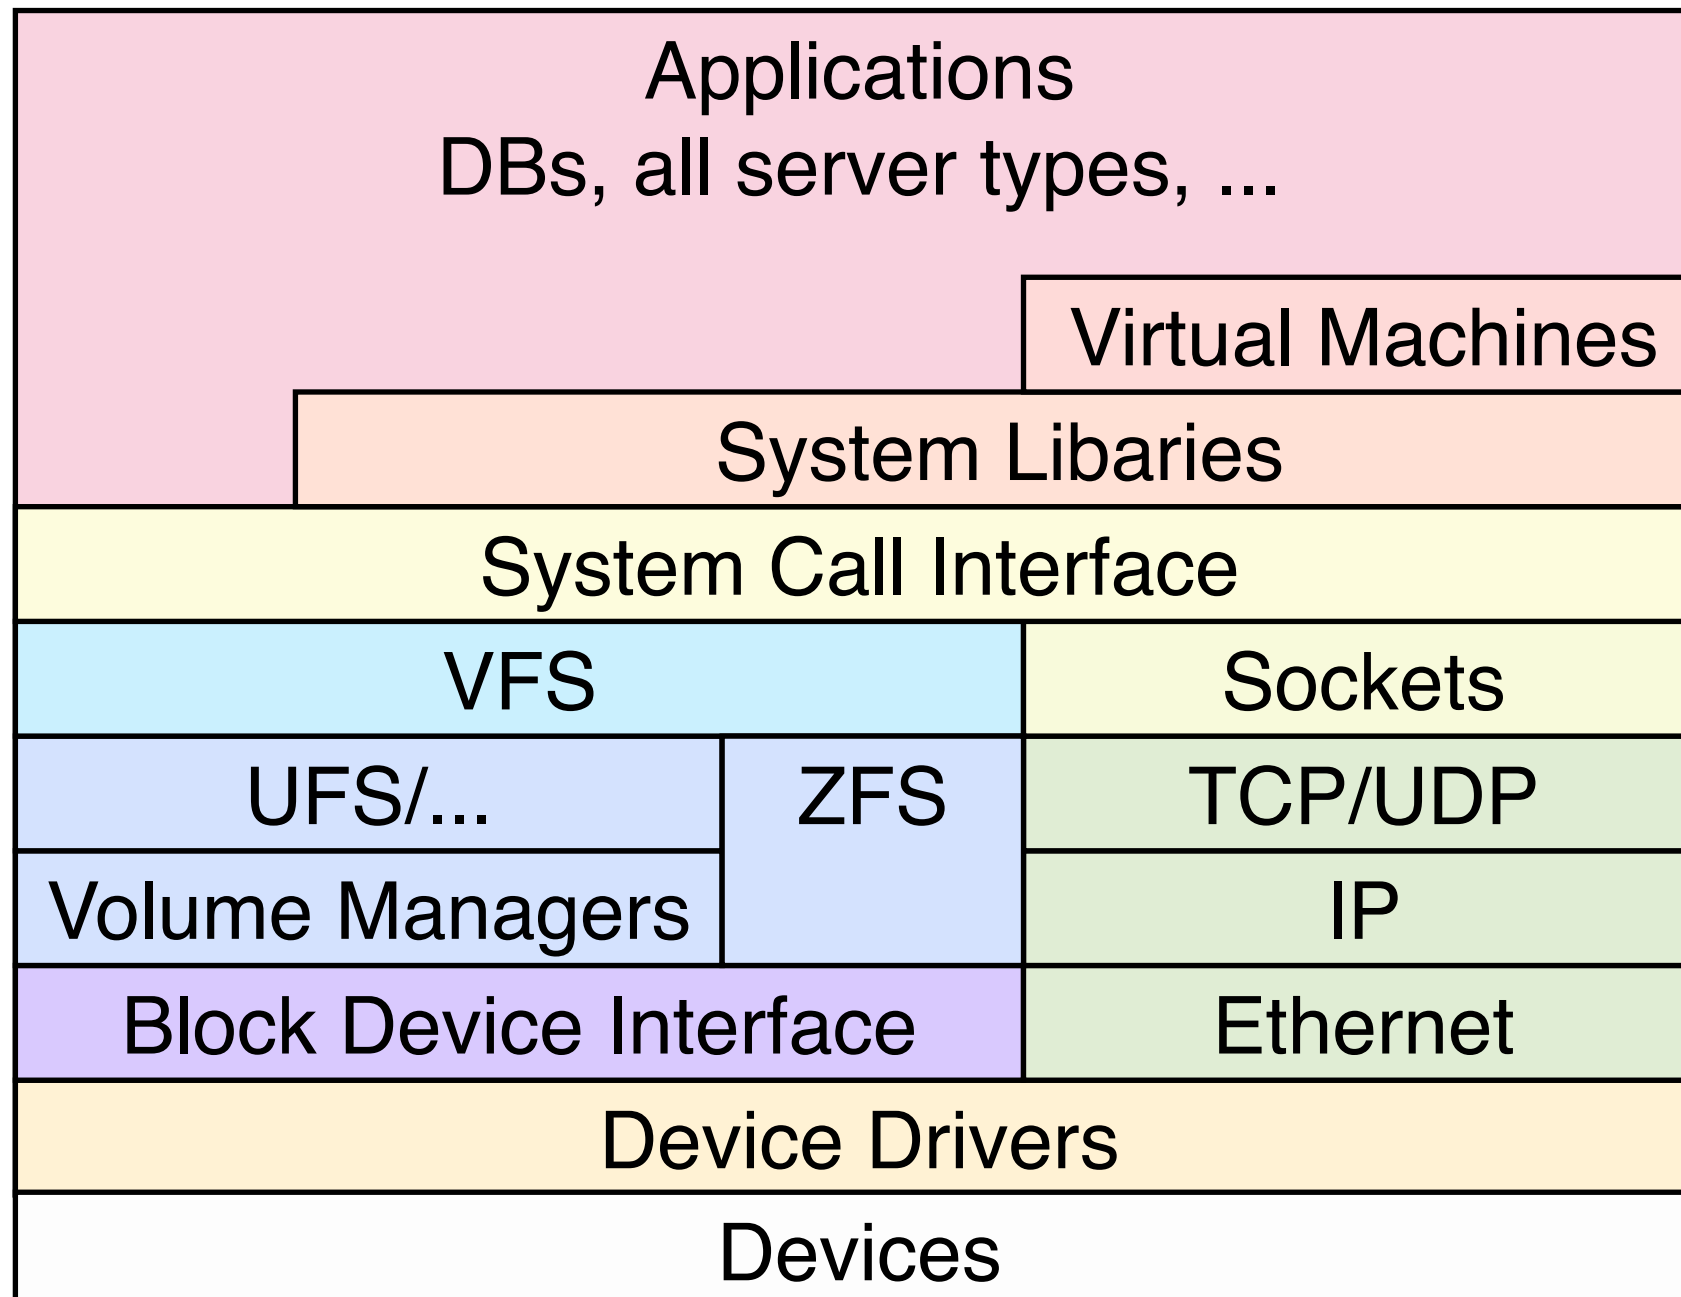 Applications
DBs, all server types, ...
Virtual Machines
System Libaries
System Call Interface
VFS
Sockets
UFS/...
ZFS
TCP/UDP
Volume Managers
IP
Block Device Interface
Ethernet
Device Drivers
Devices